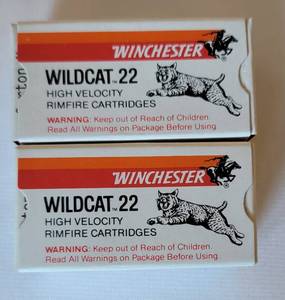 WINCHESTER
WILDCAT 22
HIGH VELOCITY
RIMFIRE CARTRIDGES
WARNING: Keep out of Reach of Children.
Read All Warnings on Package Before Using.
WINCHESTER
WILDCAT 22
HIGH VELOCITY
RIMFIRE CARTRIDGES
WARNING: Keep out of Reach of Children.
Read All Warnings on Package Before Using.